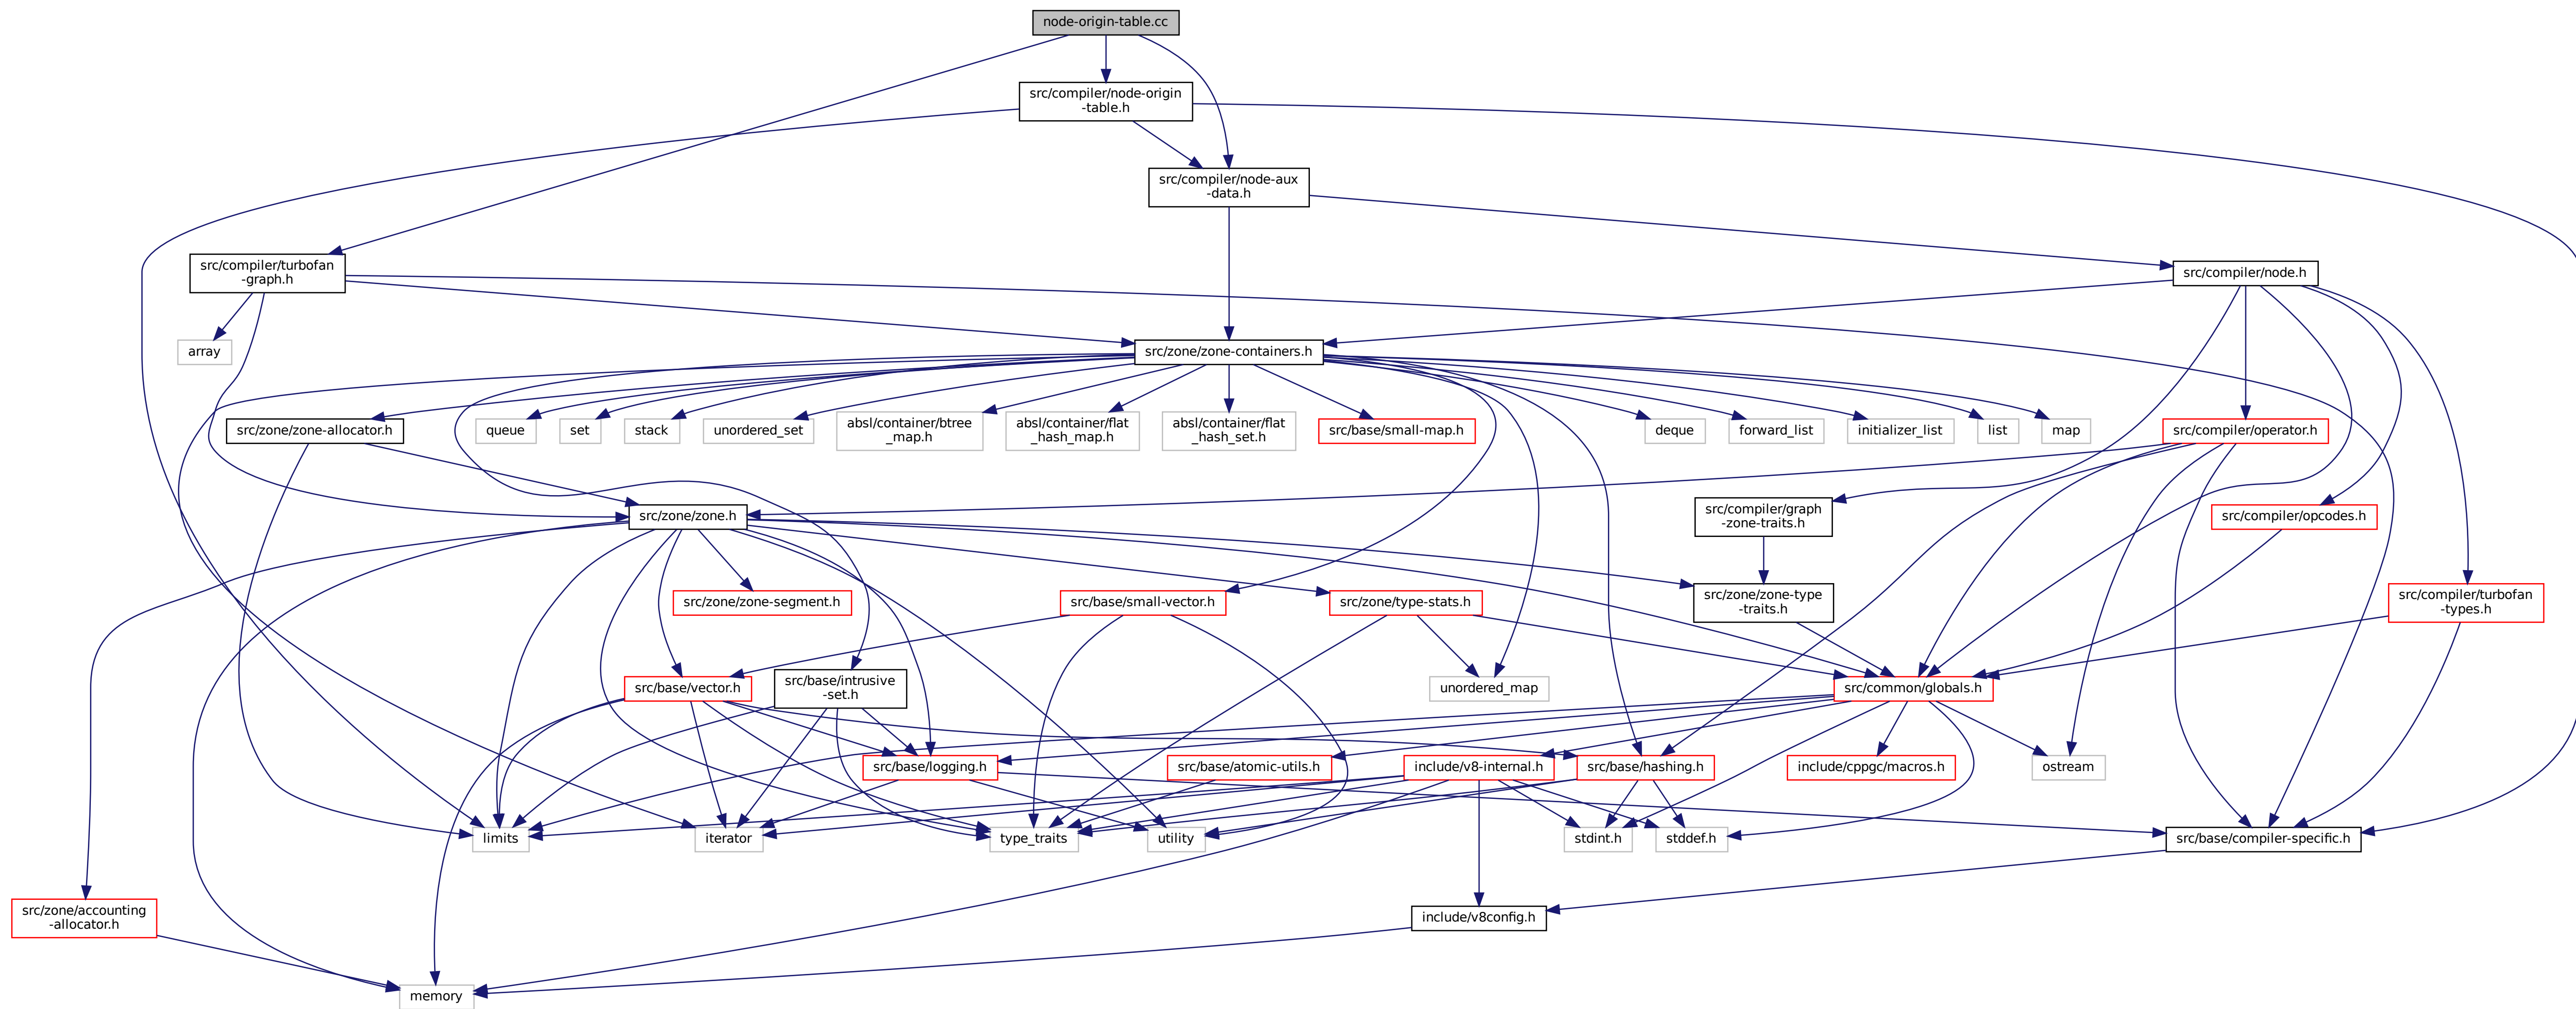 node-origin-table.cc
src/compiler/node-origin
-table.h
src/compiler/node-aux
-data.h
src/compiler/turbofan
-graph.h
src/compiler/node.h
array
src/zone/zone-containers.h
src/zone/zone-allocator.h
queue
set
stack
unordered_set
absl/container/btree
_map.h
absl/container/flat
_hash_map.h
absl/container/flat
_hash_set.h
src/base/small-map.h
deque
forward_list
initializer_list
list
map
src/compiler/operator.h
src/zone/zone.h
src/compiler/graph
-zone-traits.h
src/compiler/opcodes.h
src/zone/zone-segment.h
src/base/small-vector.h
src/zone/type-stats.h
src/zone/zone-type
-traits.h
src/compiler/turbofan
-types.h
src/base/vector.h
src/base/intrusive
-set.h
unordered_map
src/common/globals.h
src/base/logging.h
src/base/atomic-utils.h
include/v8-internal.h
src/base/hashing.h
include/cppgc/macros.h
ostream
limits
iterator
type_traits
utility
stdint.h
stddef.h
src/base/compiler-specific.h
src/zone/accounting
-allocator.h
include/v8config.h
memory